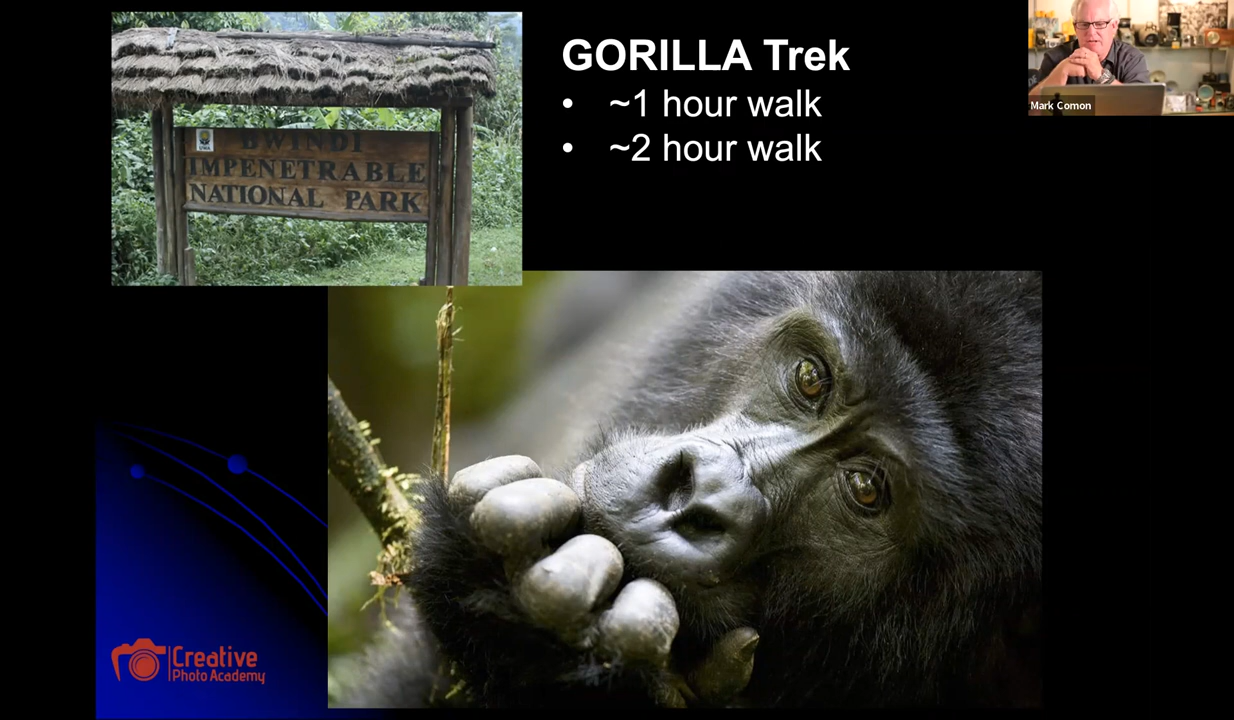 BWINDI
IMPENETRABLE
NATIONAL PARK
UWA
GORILLA Trek
• ~1 hour walk
• ~2 hour walk
Mark Comon
Creative
Photo Academy